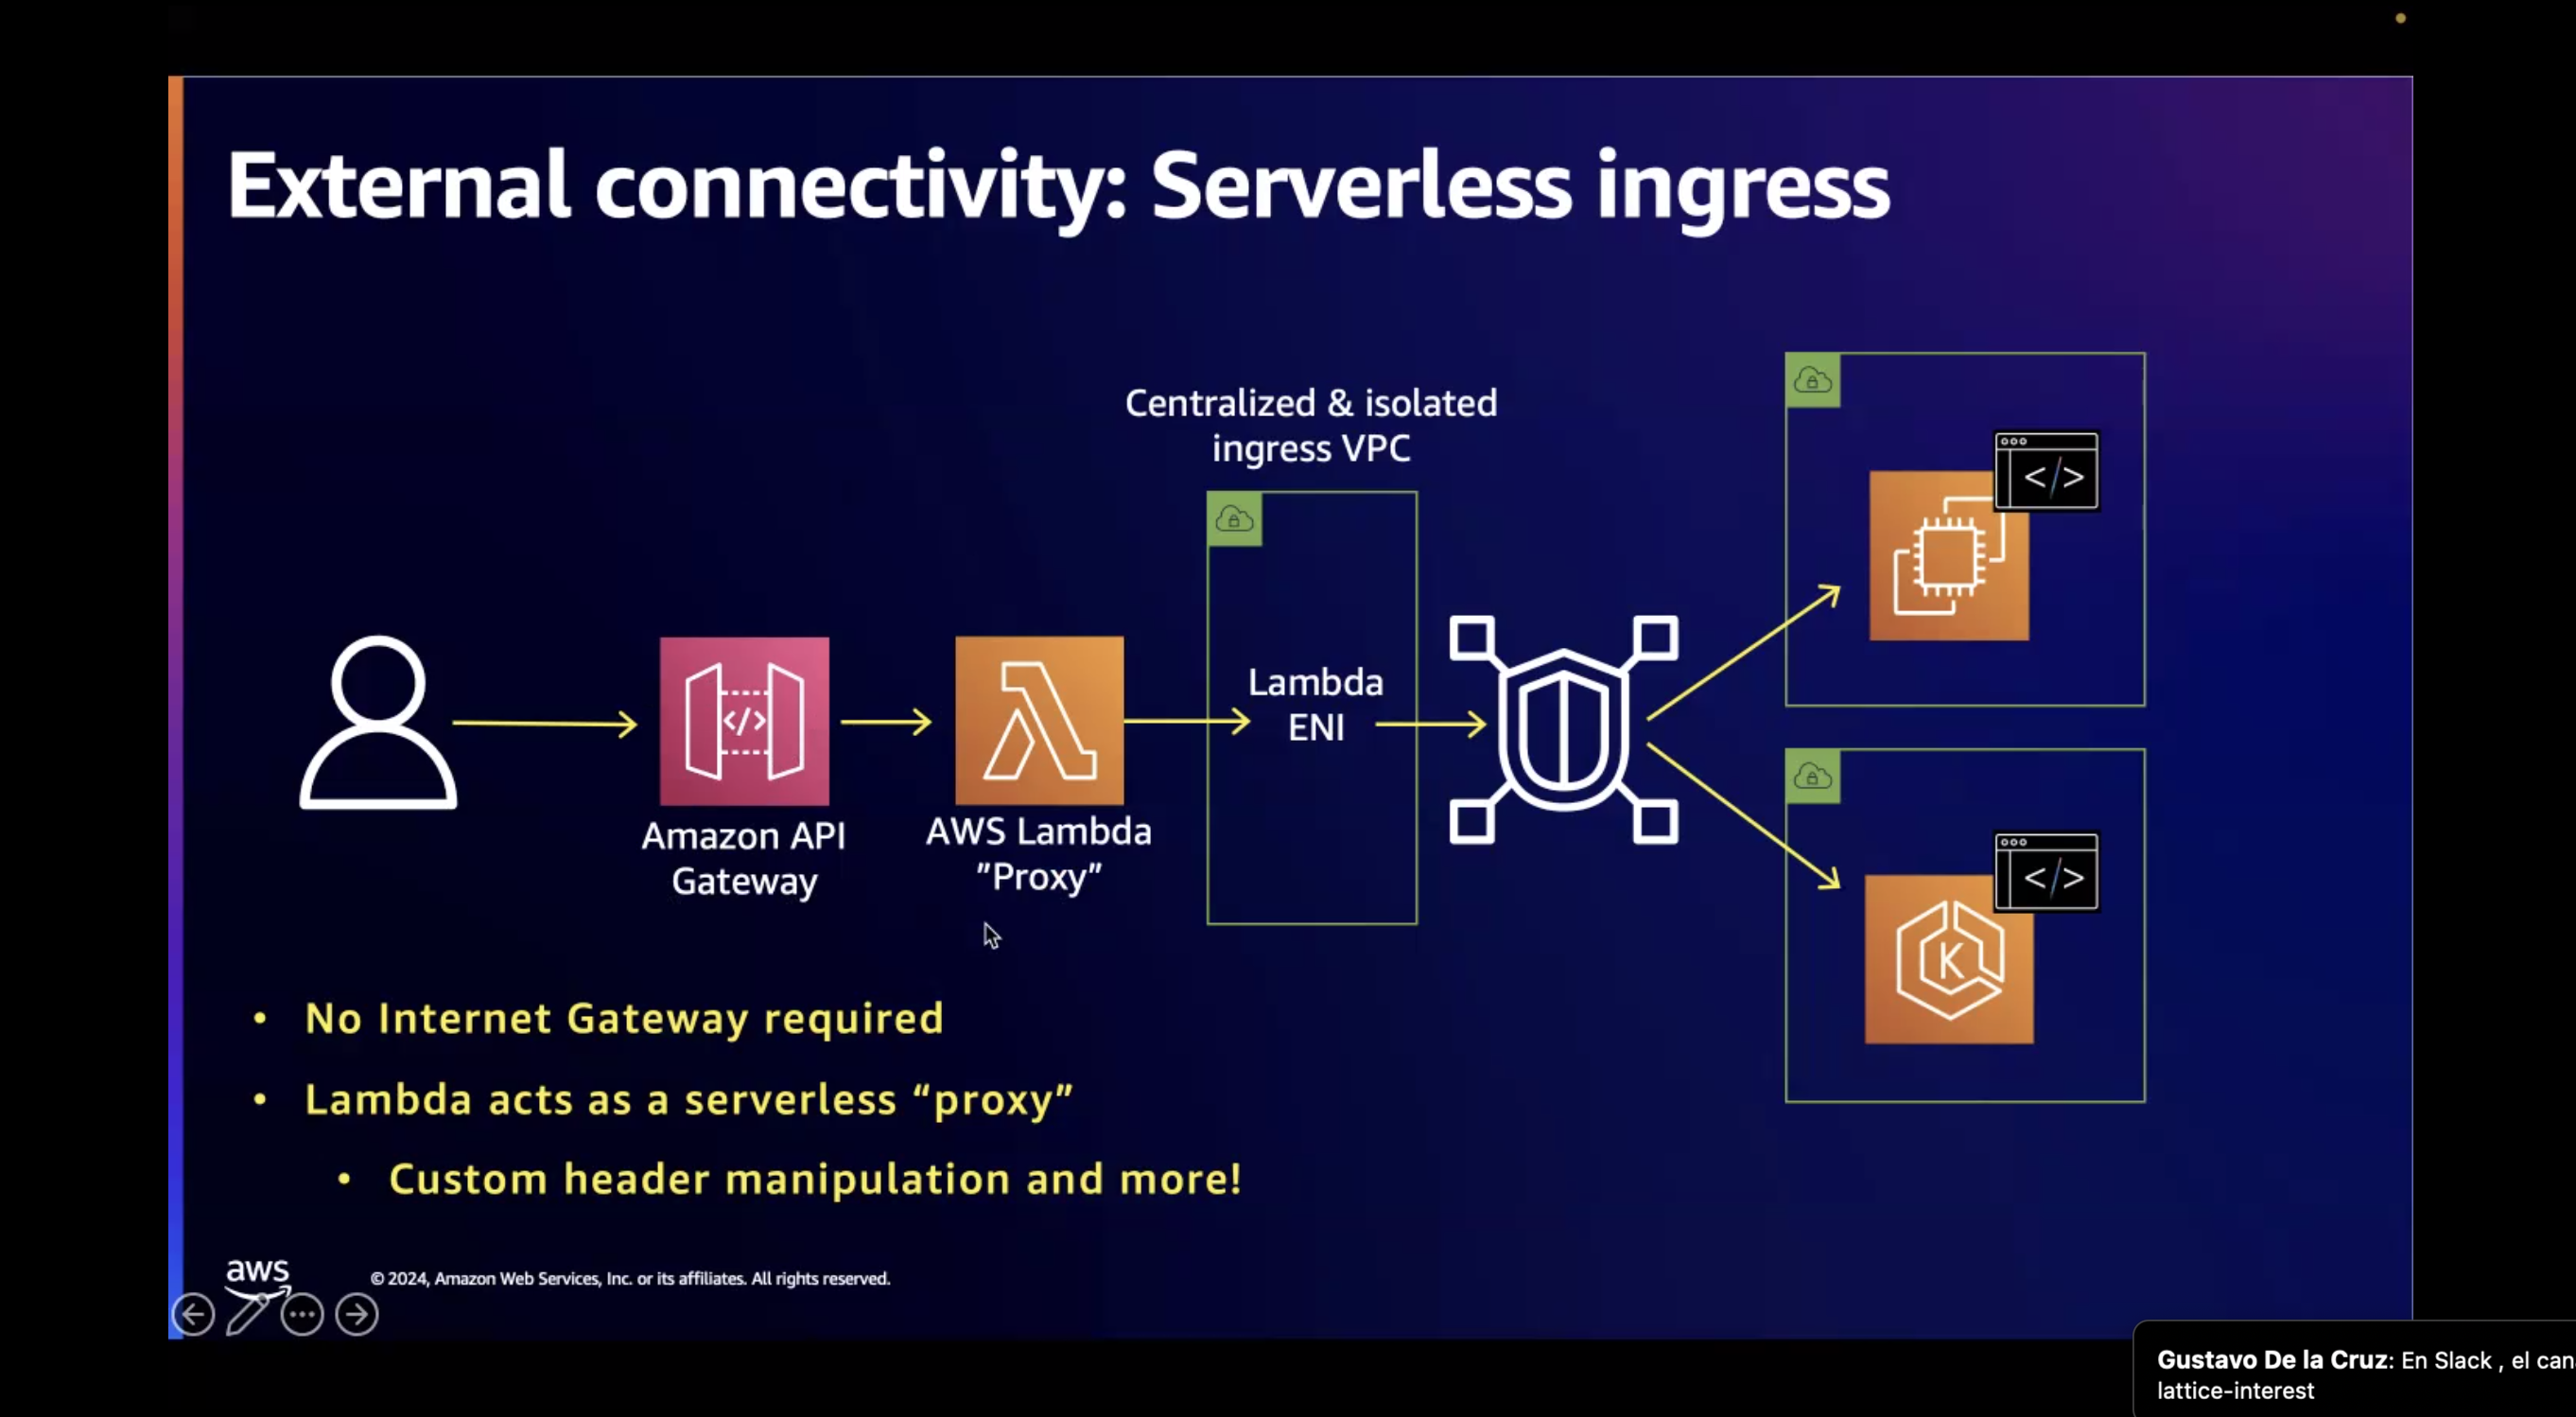 External connectivity: Serverless ingress
Centralized & isolated
ingress VPC
Lambda
ENI
Amazon API
Gateway
AWS Lambda
”Proxy”
</>
</>
</>
K
• No Internet Gateway required
• Lambda acts as a serverless “proxy”
• Custom header manipulation and more!
aws
© 2024, Amazon Web Services, Inc. or its affiliates. All rights reserved.
Gustavo De la Cruz: En Slack , el can
lattice-interest